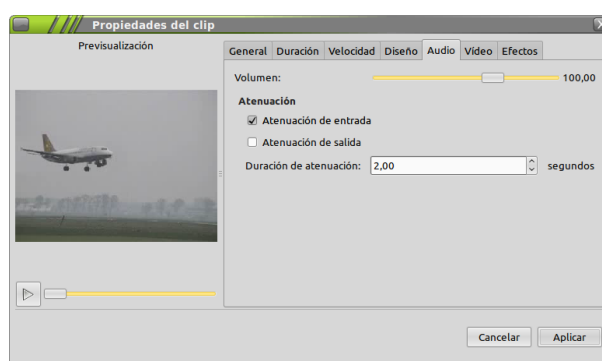 Propiedades del clip
Previsualización
General Duración Velocidad Diseño Audio Vídeo Efectos
Volumen: 100,00
Atenuación
Atenuación de entrada
Atenuación de salida
Duración de atenuación: 2,00 segundos
Cancelar Aplicar